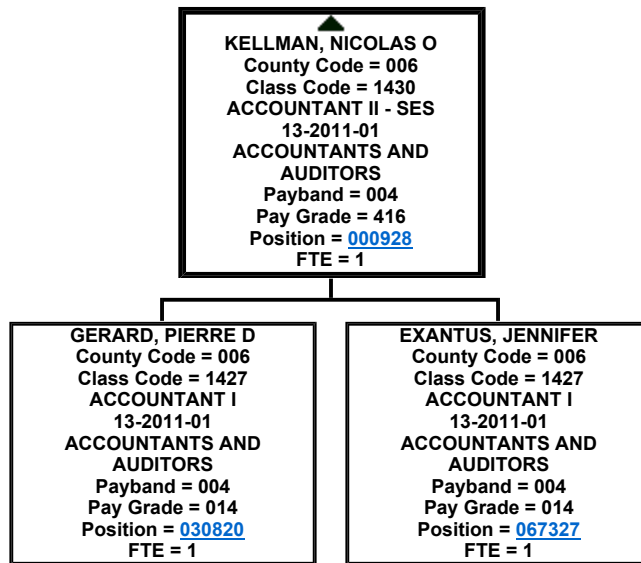 KELLMAN, NICOLAS O
County Code = 006
Class Code = 1430
ACCOUNTANT II - SES
13-2011-01
ACCOUNTANTS AND
AUDITORS
Payband = 004
Pay Grade = 416
Position = 000928
FTE = 1
GERARD, PIERRE D
County Code = 006
Class Code = 1427
ACCOUNTANT I
13-2011-01
ACCOUNTANTS AND
AUDITORS
Payband = 004
Pay Grade = 014
Position = 030820
FTE = 1
EXANTUS, JENNIFER
County Code = 006
Class Code = 1427
ACCOUNTANT I
13-2011-01
ACCOUNTANTS AND
AUDITORS
Payband = 004
Pay Grade = 014
Position = 067327
FTE = 1